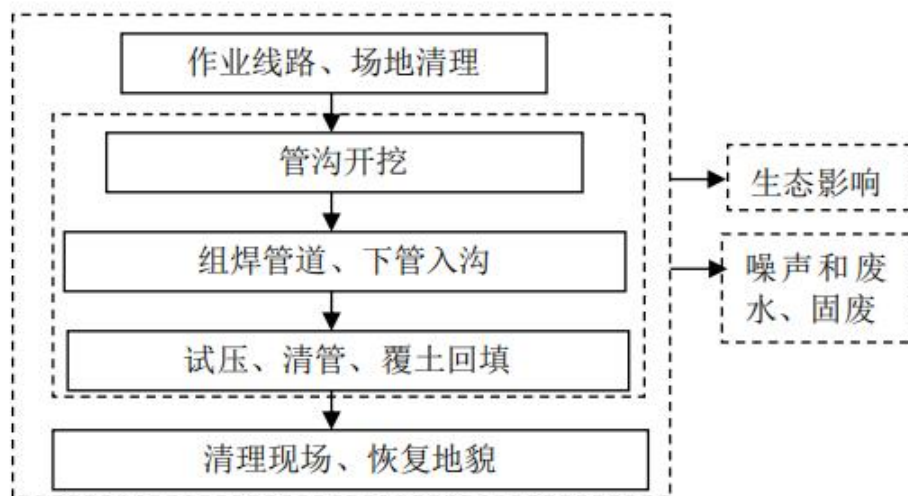 作业线路、场地清理
管沟开挖
组焊管道、下管入沟
试压、清管、覆土回填
清理现场、恢复地貌
生态影响
噪声和废
水、固废